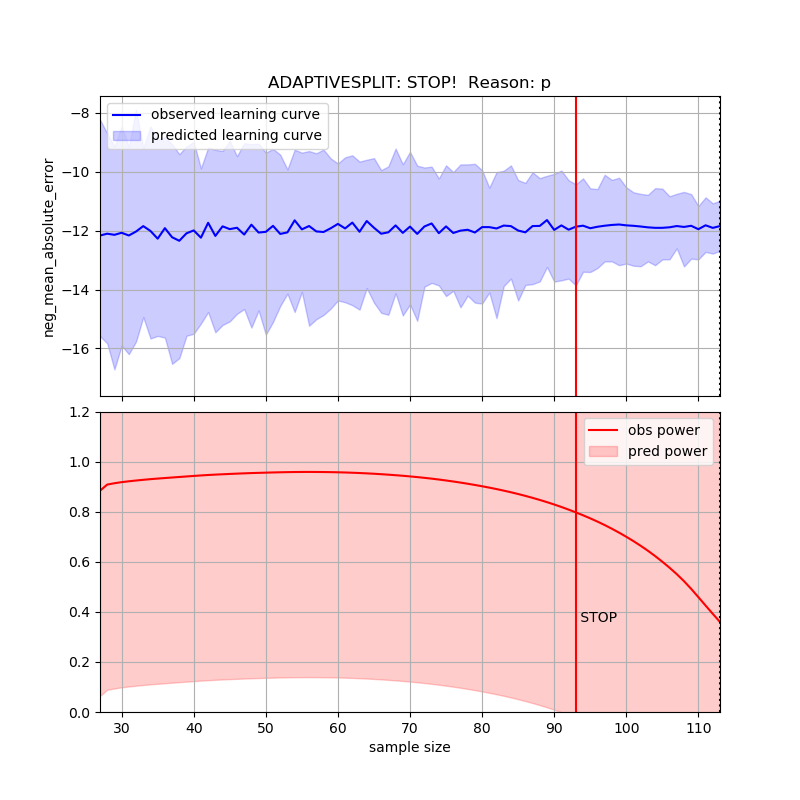 ADAPTIVESPLIT: STOP!  Reason: p
observed learning curve
predicted learning curve
neg_mean_absolute_error
−8
−10
−12
−14
−16
obs power
pred power
STOP
1.2
1.0
0.8
0.6
0.4
0.2
0.0
30 40 50 60 70 80 90 100 110
sample size